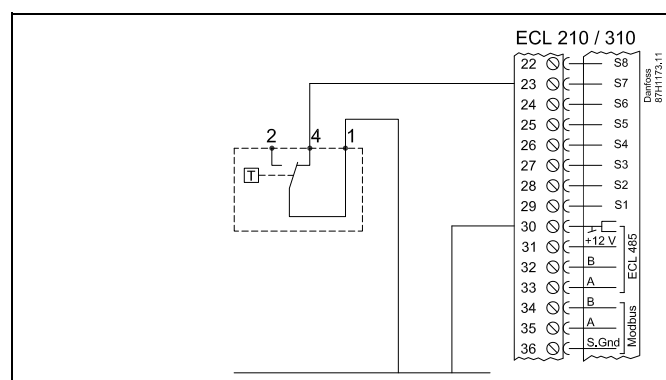 ECL 210 / 310
22 S8
23 S7
24 S6
25 S5
26 S4
27 S3
28 S2
29 S1
30
31 +12 V
32 B
33 A
34 B
35 A
36 S.Gnd
ECL 485
Modbus
Danfoss
87H1173.11
2 4 1
T